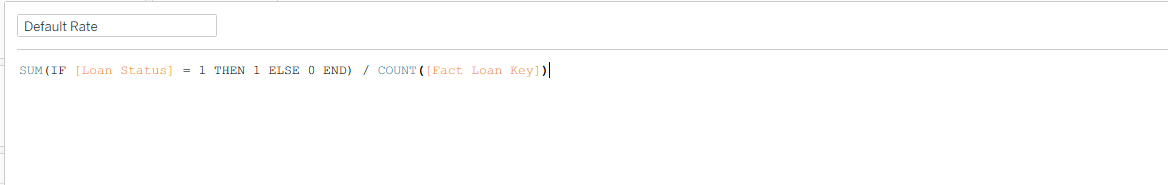 Default Rate
SUM(IF [Loan Status] = 1 THEN 1 ELSE 0 END) / COUNT([Fact Loan Key])